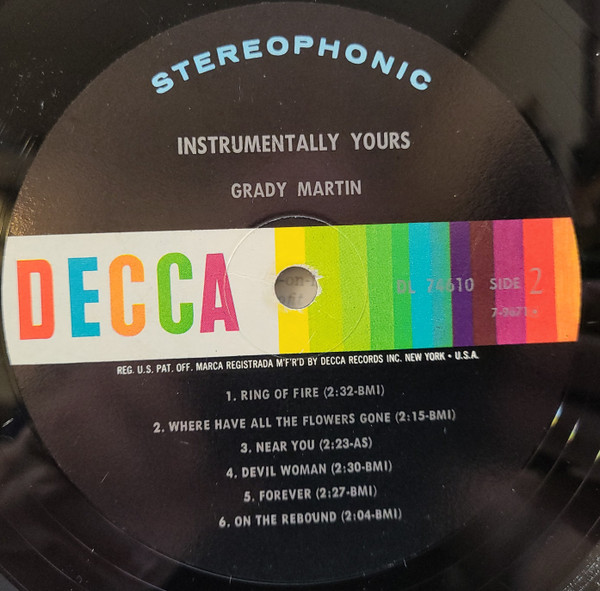 STEREOPHONIC
INSTRUMENTALLY YOURS
GRADY MARTIN
DECCA
DL 74610 SIDE 2
REG. U.S. PAT. OFF. MARCA REGISTRADA M'F'R'D BY DECCA RECORDS INC. NEW YORK • U.S.A.
1. RING OF FIRE (2:32-BMI)
2. WHERE HAVE ALL THE FLOWERS GONE (2:15-BMI)
3. NEAR YOU (2:23-AS)
4. DEVIL WOMAN (2:30-BMI)
5. FOREVER (2:27-BMI)
6. ON THE REBOUND (2:04-BMI)